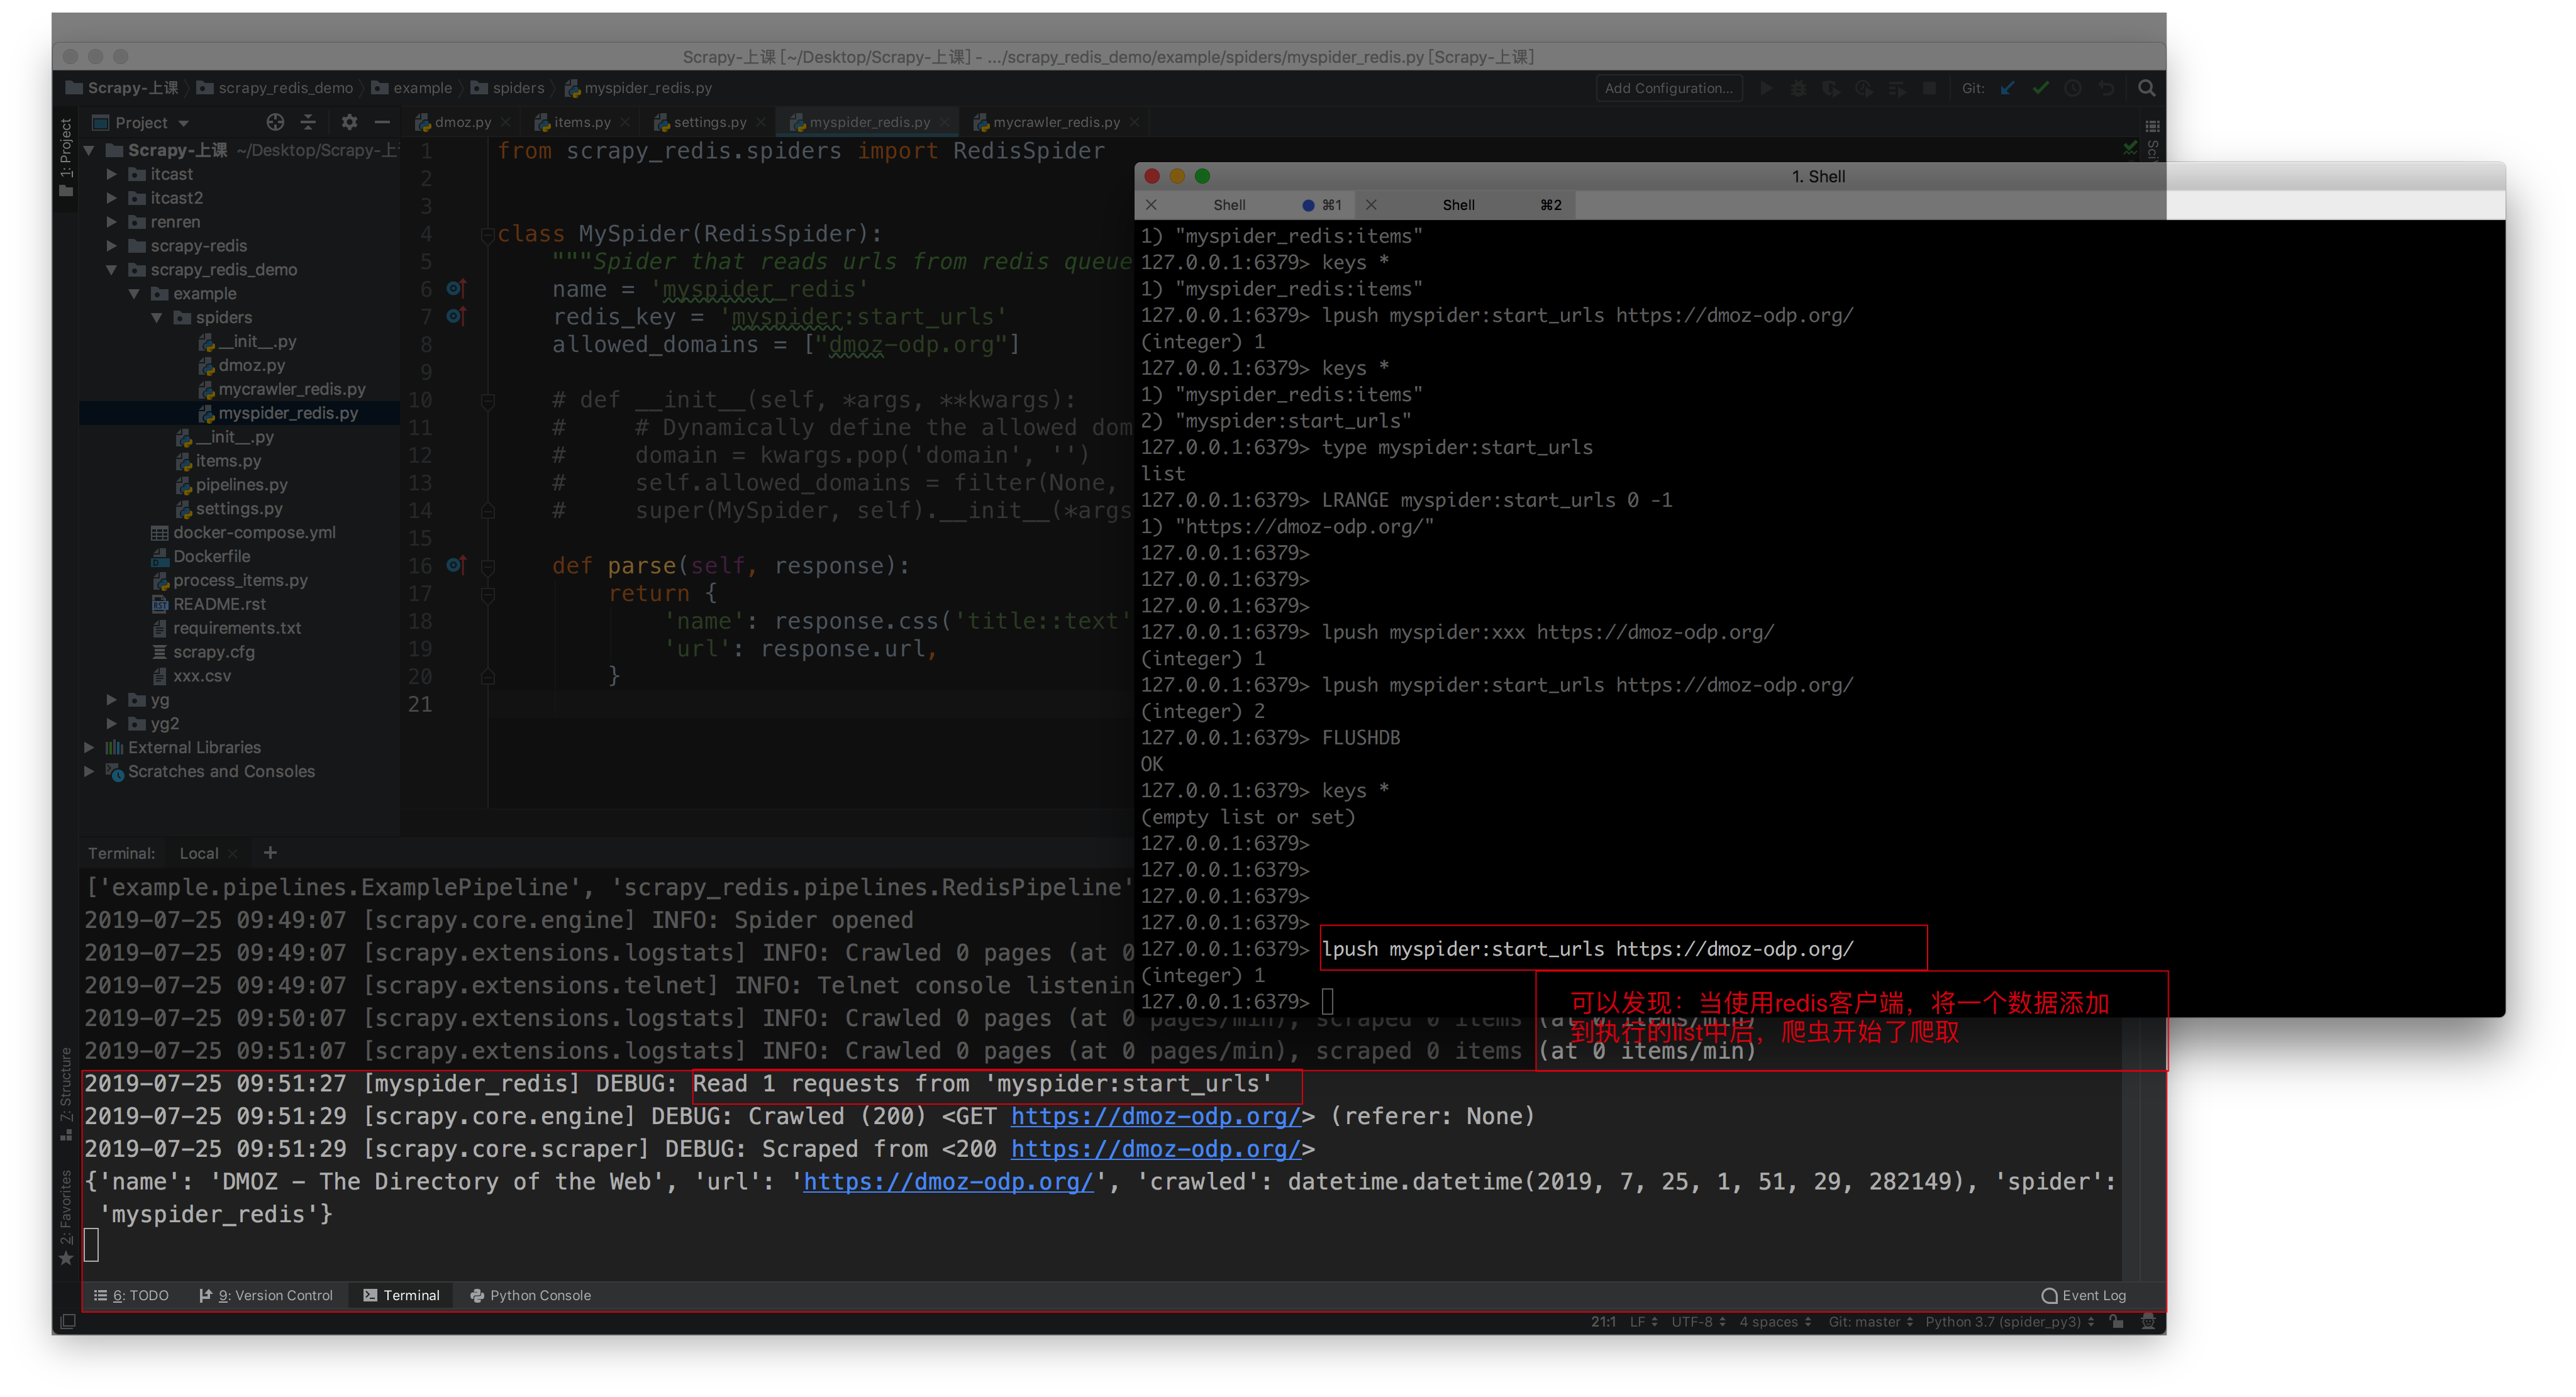 Scrapy-上课 [~/Desktop/Scrapy-上课] - .../scrapy_redis_demo/example/spiders/myspider_redis.py [Scrapy-上课]
Scrapy-上课 scrapy_redis_demo example spiders myspider_redis.py Add Configuration... Git:
1: Project
Project
dmoz.py items.py settings.py myspider_redis.py mycrawler_redis.py
Scrapy-上课 ~/Desktop/Scrapy-上
itcast
itcast2
renren
scrapy-redis
scrapy_redis_demo
example
spiders
__init__.py
dmoz.py
mycrawler_redis.py
myspider_redis.py
__init__.py
items.py
pipelines.py
settings.py
docker-compose.yml
Dockerfile
process_items.py
README.rst
requirements.txt
scrapy.cfg
xxx.csv
yg
yg2
External Libraries
Scratches and Consoles
1 from scrapy_redis.spiders import RedisSpider
2
3
4 class MySpider(RedisSpider):
5 """Spider that reads urls from redis queue
6 name = 'myspider_redis'
7 redis_key = 'myspider:start_urls'
8 allowed_domains = ["dmoz-odp.org"]
9
10 # def __init__(self, *args, **kwargs):
11 # # Dynamically define the allowed dom
12 # domain = kwargs.pop('domain', '')
13 # self.allowed_domains = filter(None,
14 # super(MySpider, self).__init__(*args
15
16 def parse(self, response):
17 return {
18 'name': response.css('title::text'
19 'url': response.url,
20 }
21
1. Shell
Shell ⌘1 Shell ⌘2
1) "myspider_redis:items"
127.0.0.1:6379> keys *
1) "myspider_redis:items"
127.0.0.1:6379> lpush myspider:start_urls https://dmoz-odp.org/
(integer) 1
127.0.0.1:6379> keys *
1) "myspider_redis:items"
2) "myspider:start_urls"
127.0.0.1:6379> type myspider:start_urls
list
127.0.0.1:6379> LRANGE myspider:start_urls 0 -1
1) "https://dmoz-odp.org/"
127.0.0.1:6379>
127.0.0.1:6379>
127.0.0.1:6379>
127.0.0.1:6379> lpush myspider:xxx https://dmoz-odp.org/
(integer) 1
127.0.0.1:6379> lpush myspider:start_urls https://dmoz-odp.org/
(integer) 2
127.0.0.1:6379> FLUSHDB
OK
127.0.0.1:6379> keys *
(empty list or set)
127.0.0.1:6379>
127.0.0.1:6379>
127.0.0.1:6379>
127.0.0.1:6379>
127.0.0.1:6379> lpush myspider:start_urls https://dmoz-odp.org/
(integer) 1
127.0.0.1:6379>
可以发现：当使用redis客户端，将一个数据添加
到执行的list中后，爬虫开始了爬取
Terminal: Local +
['example.pipelines.ExamplePipeline', 'scrapy_redis.pipelines.RedisPipeline'
2019-07-25 09:49:07 [scrapy.core.engine] INFO: Spider opened
2019-07-25 09:49:07 [scrapy.extensions.logstats] INFO: Crawled 0 pages (at 0
2019-07-25 09:49:07 [scrapy.extensions.telnet] INFO: Telnet console listenin
2019-07-25 09:50:07 [scrapy.extensions.logstats] INFO: Crawled 0 pages (at 0 pages/min), scraped 0 items (at 0 items/min)
2019-07-25 09:51:07 [scrapy.extensions.logstats] INFO: Crawled 0 pages (at 0 pages/min), scraped 0 items (at 0 items/min)
2019-07-25 09:51:27 [myspider_redis] DEBUG: Read 1 requests from 'myspider:start_urls'
2019-07-25 09:51:29 [scrapy.core.engine] DEBUG: Crawled (200) <GET https://dmoz-odp.org/> (referer: None)
2019-07-25 09:51:29 [scrapy.core.scraper] DEBUG: Scraped from <200 https://dmoz-odp.org/>
{'name': 'DMOZ - The Directory of the Web', 'url': 'https://dmoz-odp.org/', 'crawled': datetime.datetime(2019, 7, 25, 1, 51, 29, 282149), 'spider':
'myspider_redis'}
7: Structure
2: Favorites
6: TODO 9: Version Control Terminal Python Console Event Log
21:1 LF UTF-8 4 spaces Git: master Python 3.7 (spider_py3)